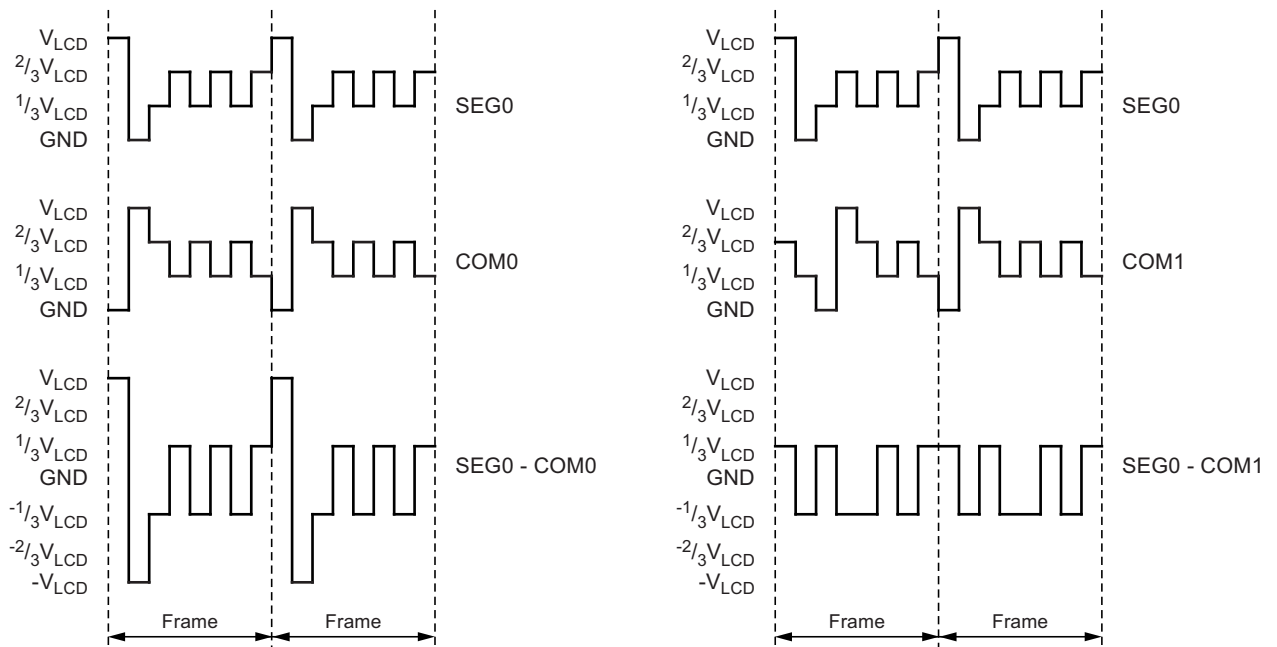 VLCD
2/3VLCD
1/3VLCD
GND
SEG0
VLCD
2/3VLCD
1/3VLCD
GND
COM0
VLCD
2/3VLCD
1/3VLCD
GND
-1/3VLCD
-2/3VLCD
-VLCD
SEG0 - COM0
Frame
Frame
VLCD
2/3VLCD
1/3VLCD
GND
SEG0
VLCD
2/3VLCD
1/3VLCD
GND
COM1
VLCD
2/3VLCD
1/3VLCD
GND
-1/3VLCD
-2/3VLCD
-VLCD
SEG0 - COM1
Frame
Frame